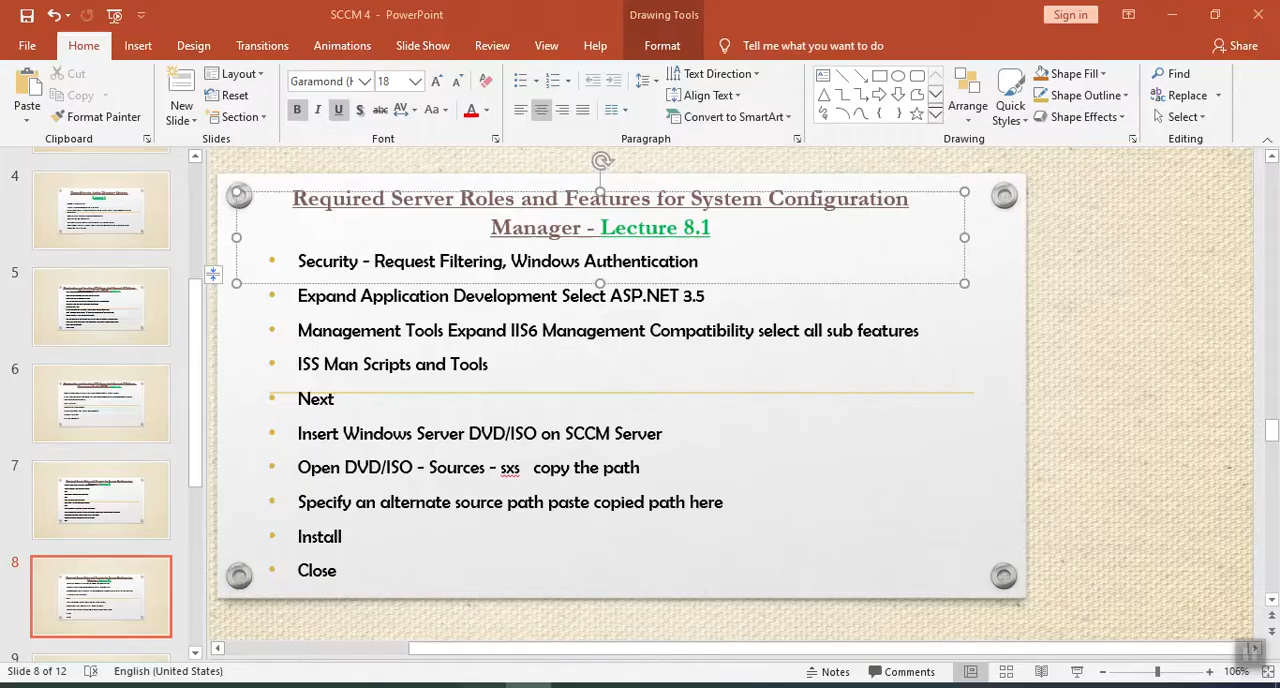 SCCM 4 - PowerPoint
Drawing Tools
Sign in
File Home Insert Design Transitions Animations Slide Show Review View Help Format Tell me what you want to do Share
Paste
Cut
Copy
Format Painter
Clipboard
New Slide
Layout
Reset
Section
Slides
Garamond (H 18
B I U S abc AV Aa A
Font
Text Direction
Align Text
Convert to SmartArt
Paragraph
Arrange
Quick Styles
Shape Fill
Shape Outline
Shape Effects
Drawing
Find
Replace
Select
Editing
4
5
6
7
8
9
Required Server Roles and Features for System Configuration
Manager - Lecture 8.1
• Security - Request Filtering, Windows Authentication
• Expand Application Development Select ASP.NET 3.5
• Management Tools Expand IIS6 Management Compatibility select all sub features
• ISS Man Scripts and Tools
• Next
• Insert Windows Server DVD/ISO on SCCM Server
• Open DVD/ISO - Sources - sxs copy the path
• Specify an alternate source path paste copied path here
• Install
• Close
Slide 8 of 12 English (United States) Notes Comments 106%